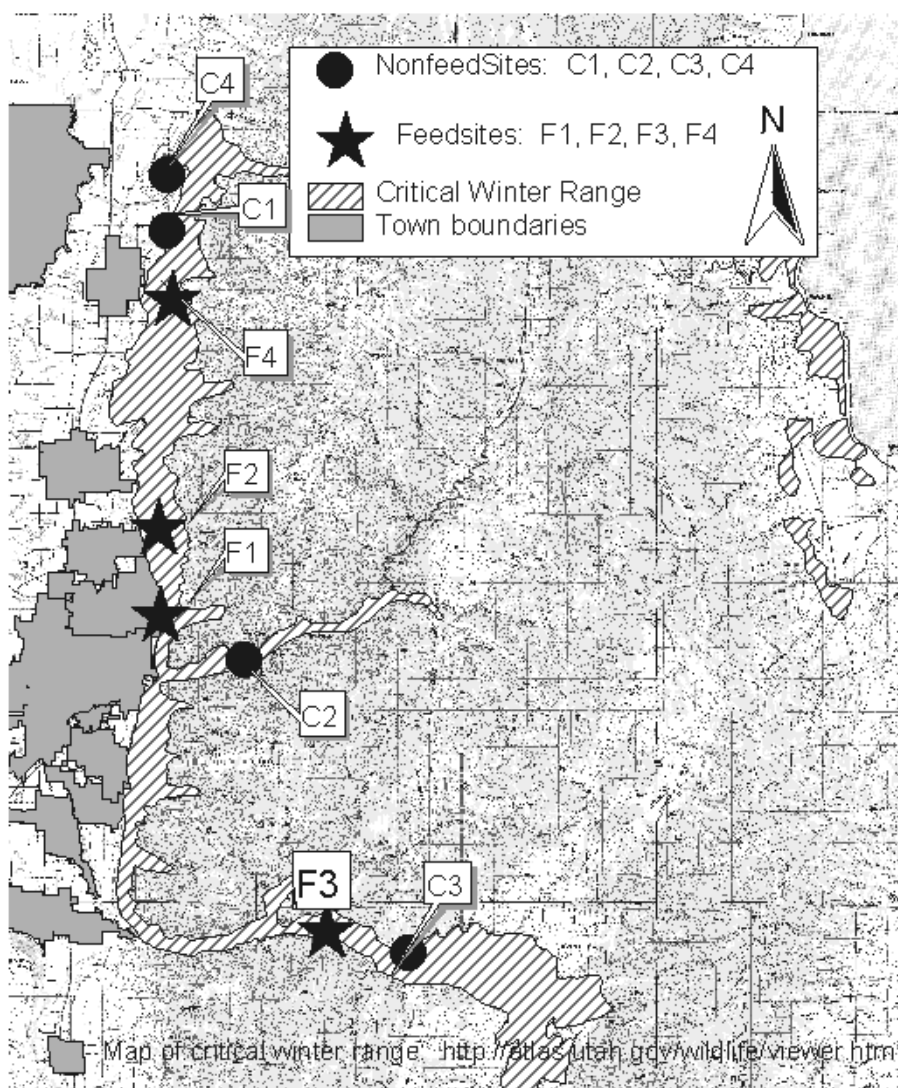 NonfeedSites: C1, C2, C3, C4
Feedsites: F1, F2, F3, F4
Critical Winter Range
Town boundaries
N
C4
C1
F4
F2
F1
C2
F3
C3
Map of critical winter range. http://atlas.utah.gov/wildlife/viewer.htm